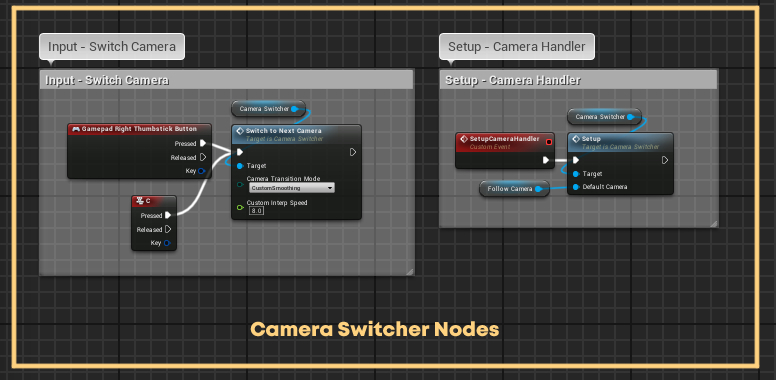 Input - Switch Camera
Setup - Camera Handler
Input - Switch Camera
Setup - Camera Handler
Camera Switcher
Gamepad Right Thumbstick Button
Pressed
Released
Key
Switch to Next Camera
Target is Camera Switcher
Target
Camera Transition Mode
CustomSmoothing
Custom Interp Speed
8.0
C
Pressed
Released
Key
Camera Switcher
SetupCameraHandler
Custom Event
Setup
Target is Camera Switcher
Target
Default Camera
Follow Camera
Camera Switcher Nodes